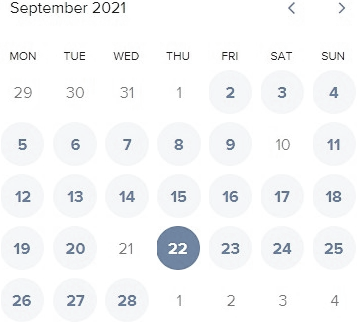 September 2021
MON TUE WED THU FRI SAT SUN
29 30 31 1 2 3 4
5 6 7 8 9 10 11
12 13 14 15 16 17 18
19 20 21 22 23 24 25
26 27 28 1 2 3 4